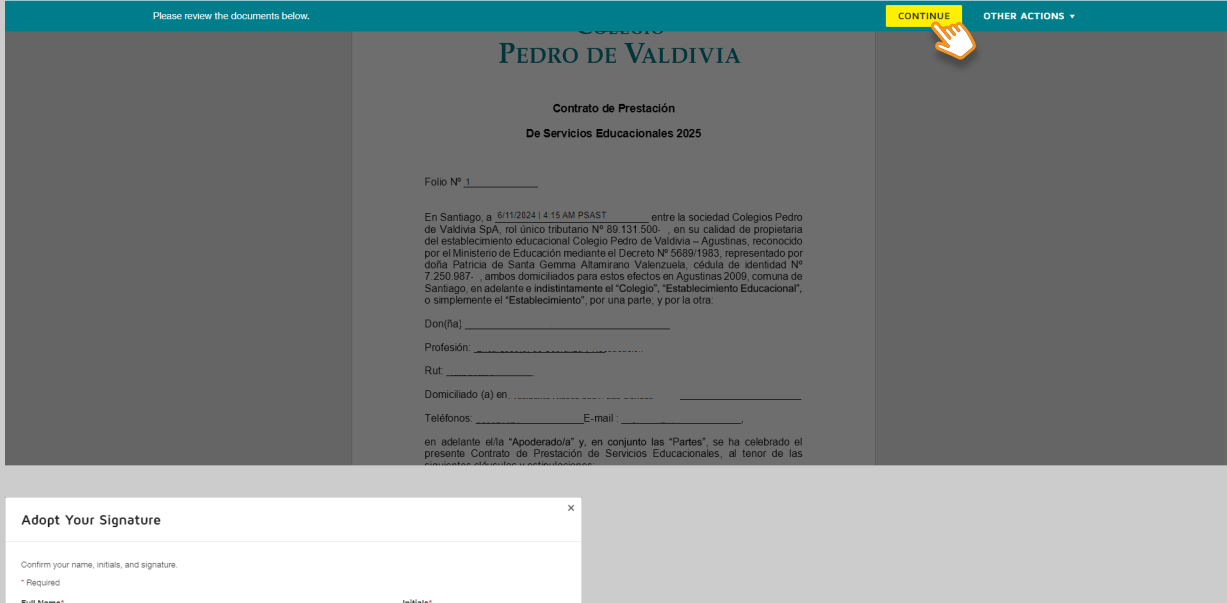 Please review the documents below.
CONTINUE
OTHER ACTIONS
COLEGIO
PEDRO DE VALDIVIA
Contrato de Prestación
De Servicios Educacionales 2025
Folio Nº 1
En Santiago, a 6/11/2024 | 4:15 AM PSAST entre la sociedad Colegios Pedro
de Valdivia SpA, rol único tributario Nº 89.131.500- , en su calidad de propietaria
del establecimiento educacional Colegio Pedro de Valdivia – Agustinas, reconocido
por el Ministerio de Educación mediante el Decreto Nº 5689/1983, representado por
doña Patricia de Santa Gemma Altamirano Valenzuela, cédula de identidad Nº
7.250.987- , ambos domiciliados para estos efectos en Agustinas 2009, comuna de
Santiago, en adelante e indistintamente el "Colegio", "Establecimiento Educacional",
o simplemente el "Establecimiento", por una parte; y por la otra:
Don(ña)
Profesión:
Rut:
Domiciliado (a) en
Teléfonos: E-mail :
en adelante el/la "Apoderado/a" y, en conjunto las "Partes", se ha celebrado el
presente Contrato de Prestación de Servicios Educacionales, al tenor de las
siguientes cláusulas y estipulaciones:
Adopt Your Signature
Confirm your name, initials, and signature.
* Required
Full Name* Initials*